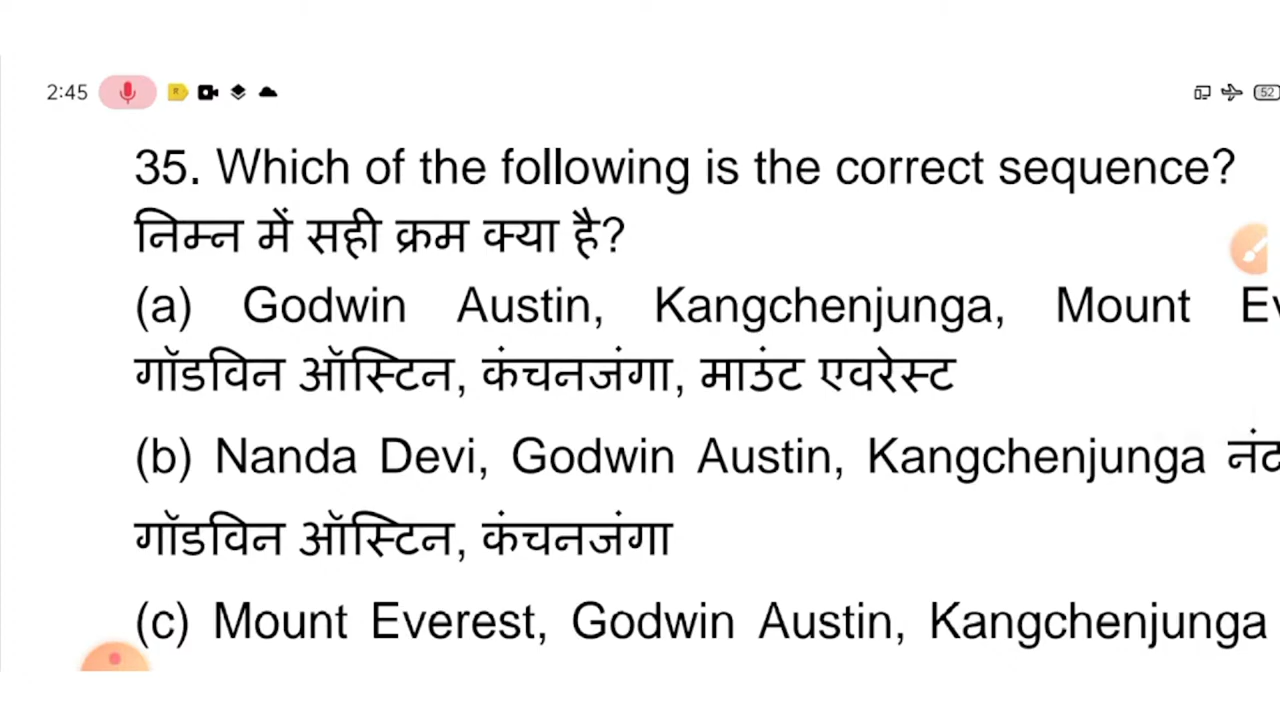 2:45
52
35. Which of the following is the correct sequence?
निम्न में सही क्रम क्या है?
(a) Godwin Austin, Kangchenjunga, Mount
गॉडविन ऑस्टिन, कंचनजंगा, माउंट एवरेस्ट
(b) Nanda Devi, Godwin Austin, Kangchenjunga
गॉडविन ऑस्टिन, कंचनजंगा
(c) Mount Everest, Godwin Austin, Kangchenjunga